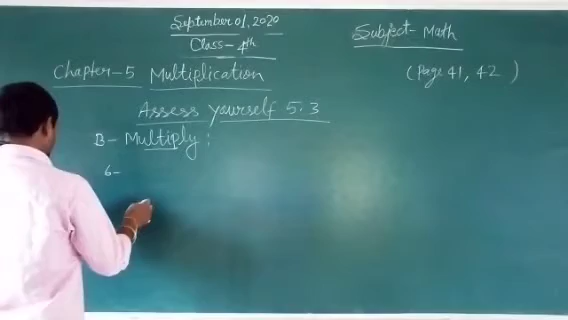 September 01, 2020
Subject- Math
Class- 4th
Chapter-5 Multiplication
(Page 41, 42 )
Assess yourself 5.3
B- Multiply :
6-